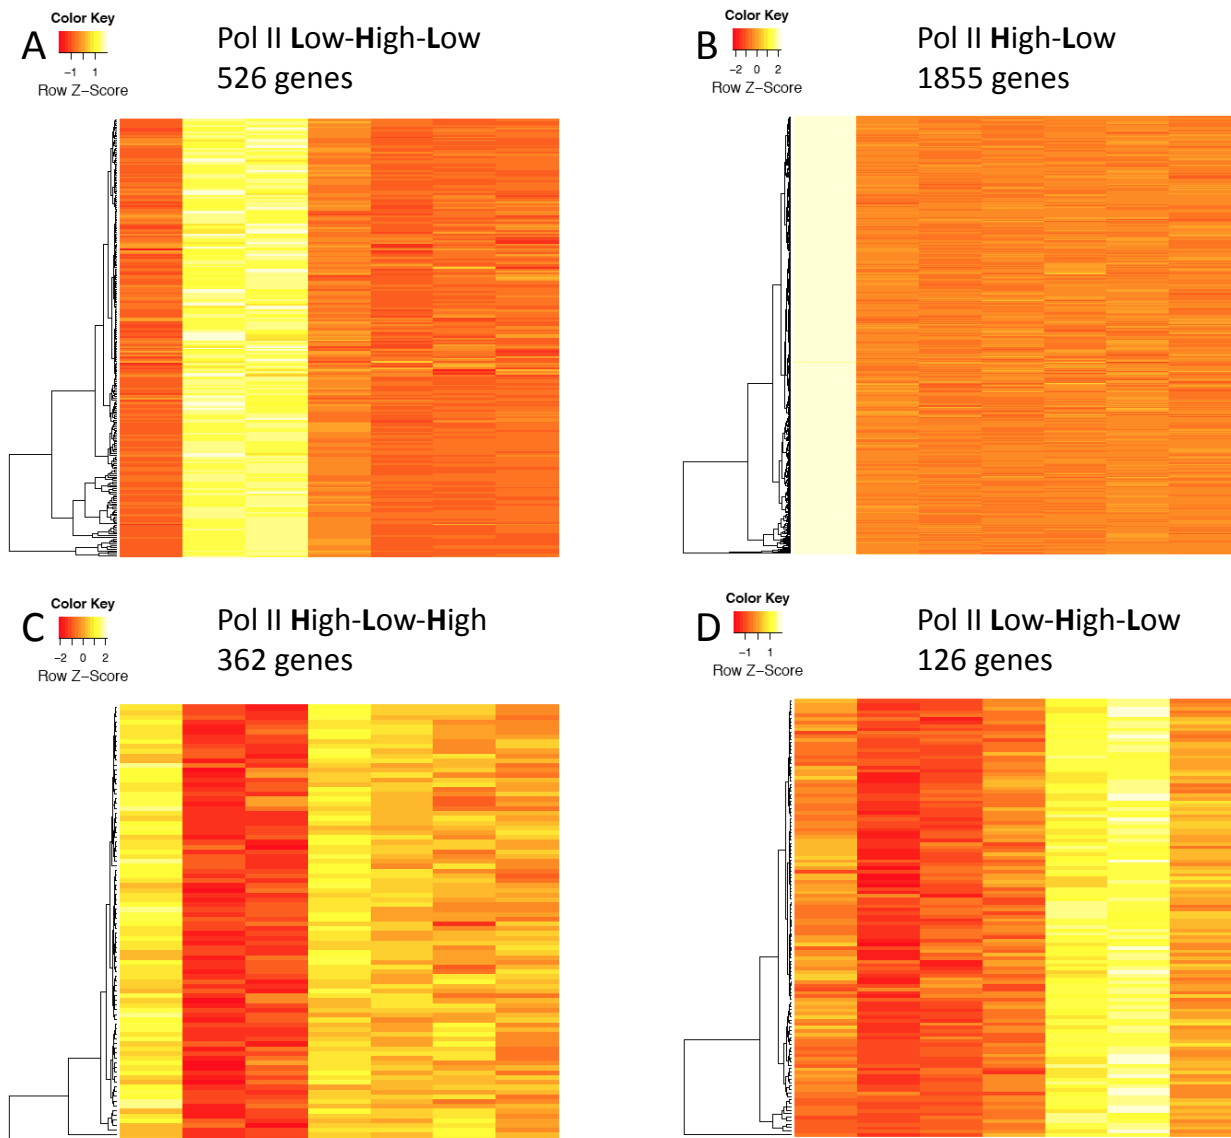 A
Color Key
−1 1
Row Z−Score
Pol II Low-High-Low
526 genes
B
Color Key
−2 0 2
Row Z−Score
Pol II High-Low
1855 genes
C
Color Key
−2 0 2
Row Z−Score
Pol II High-Low-High
362 genes
D
Color Key
−1 1
Row Z−Score
Pol II Low-High-Low
126 genes